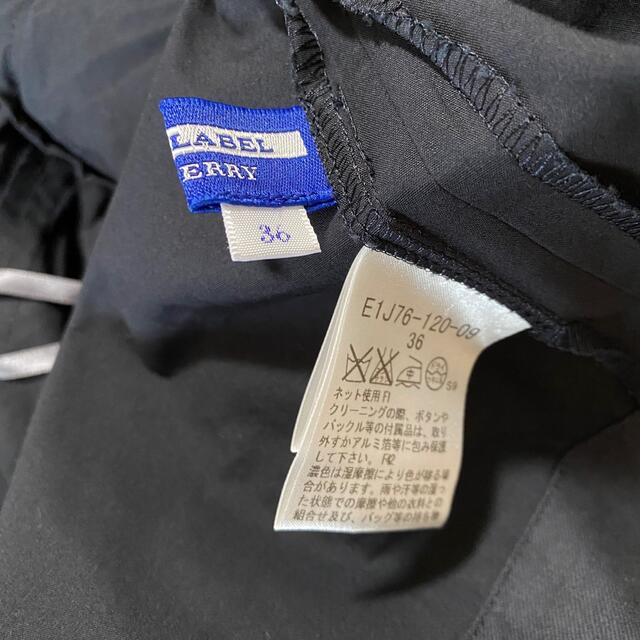 LABEL
ERRY
36
E1J76-120-09
36
ネット使用 F1
クリーニングの際、ボタンや
バックル等の付属品は、取り
外すかアルミ箔等に包み保護
して下さい。 F42
濃色は湿摩擦により色が移る場
合があります。雨や汗等の湿っ
た状態での摩擦や他の衣料との
組合せ及び、バッグ等の持ち